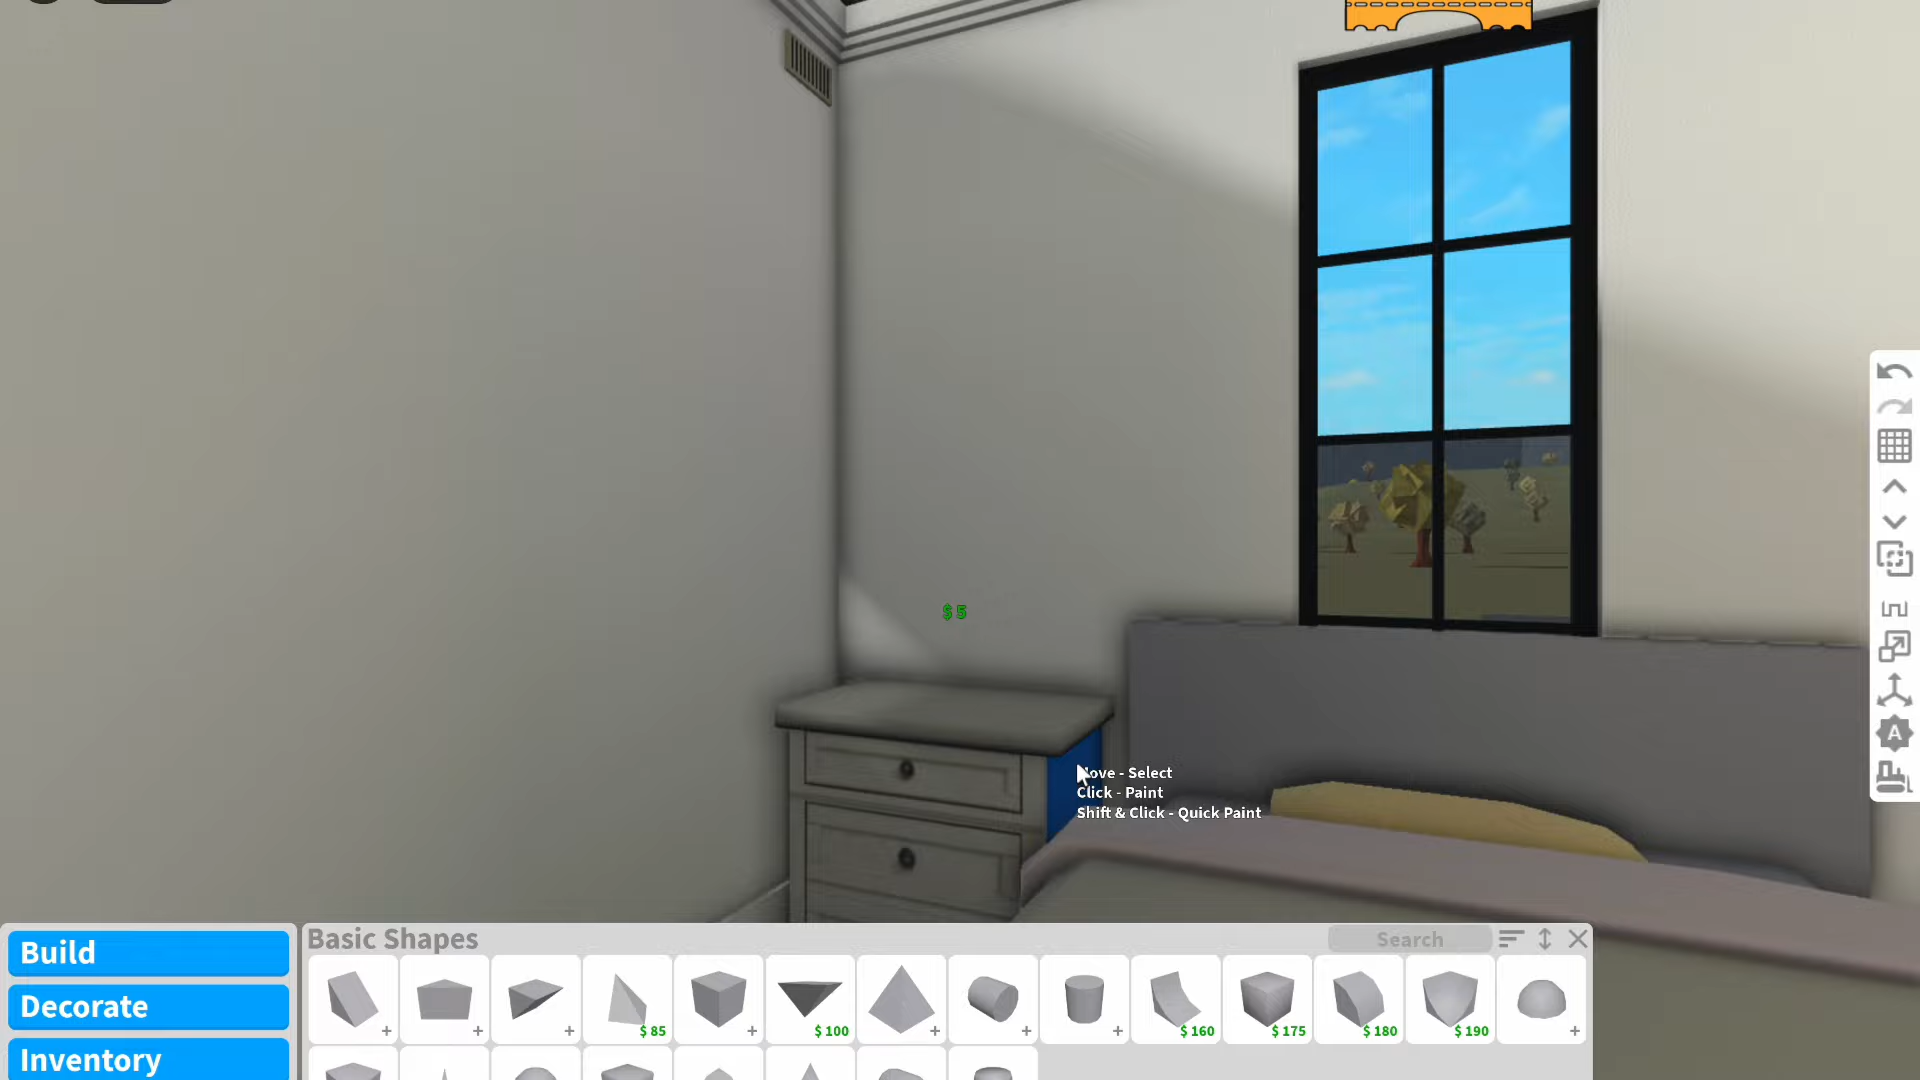 $ 5
Move - Select
Click - Paint
Shift & Click - Quick Paint
A
Build
Decorate
Inventory
Basic Shapes
Search
+ + + $ 85 + $ 100 + + + $ 160 $ 175 $ 180 $ 190 +